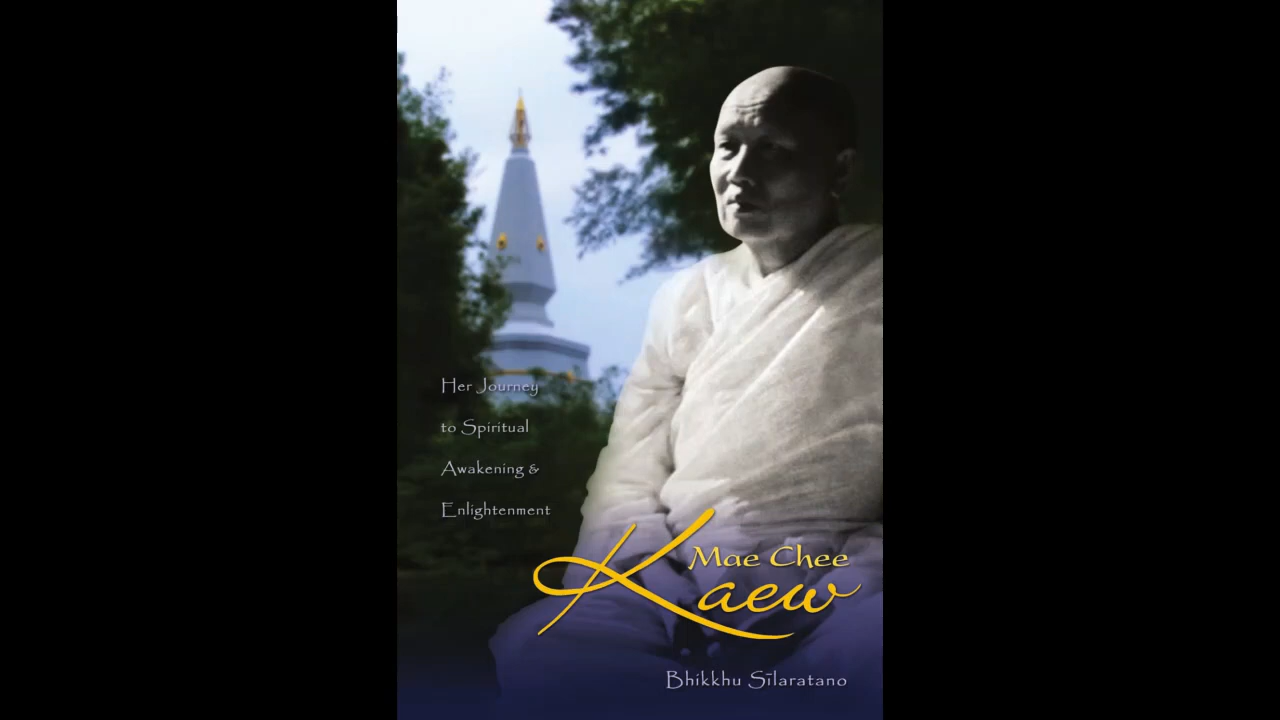 Her Journey
to Spiritual
Awakening &
Enlightenment
Mae Chee
Kaew
Bhikkhu Sīlaratano